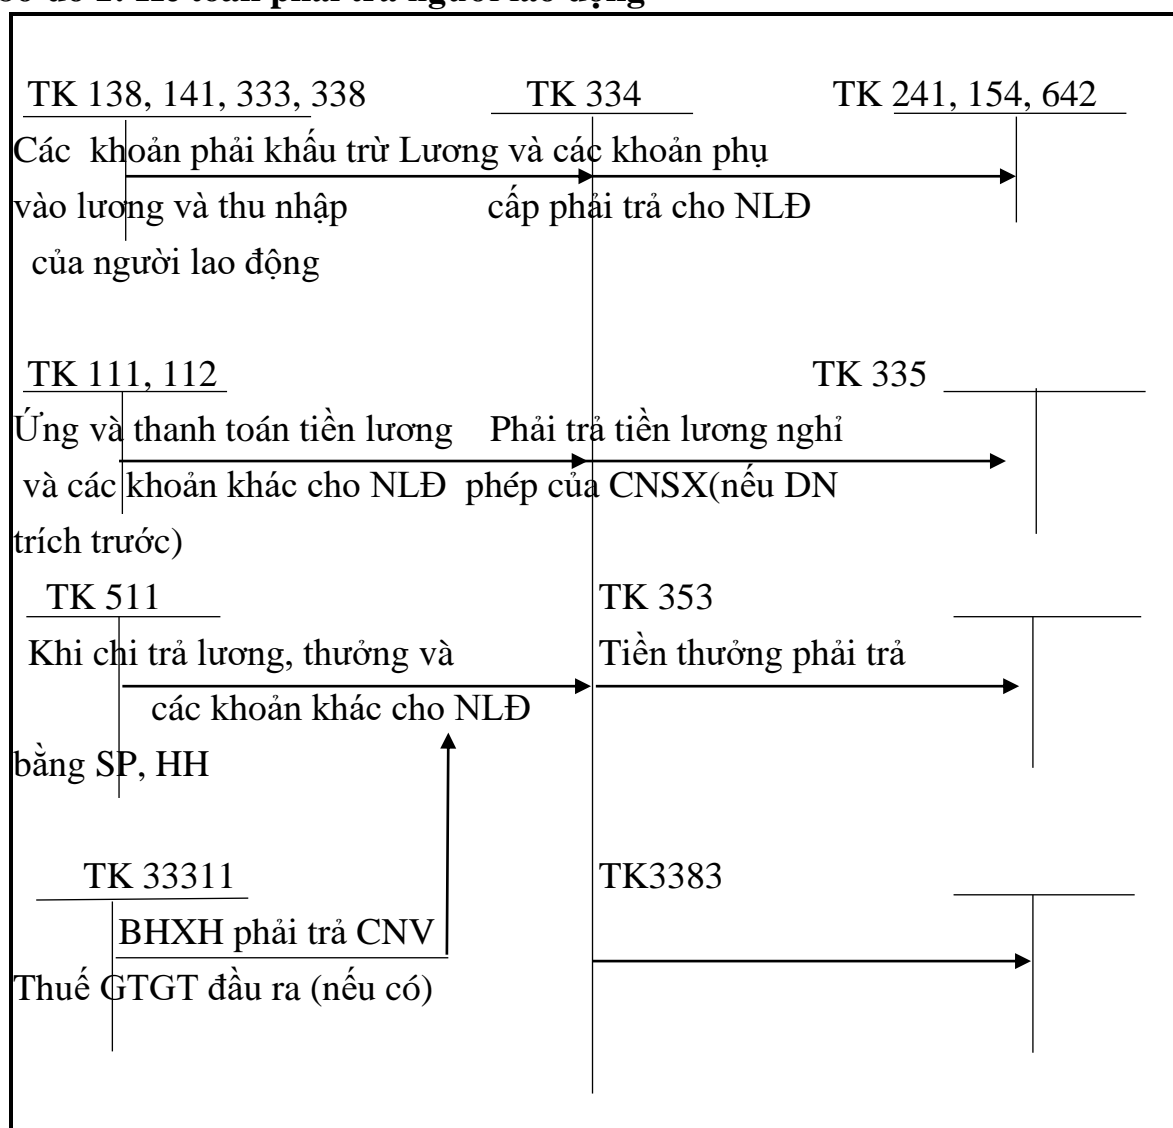 TK 138, 141, 333, 338 TK 334 TK 241, 154, 642
Các khoản phải khấu trừ Lương và các khoản phụ
vào lương và thu nhập cấp phải trả cho NLĐ
của người lao động
TK 111, 112 TK 335
Ứng và thanh toán tiền lương Phải trả tiền lương nghỉ
và các khoản khác cho NLĐ phép của CNSX(nếu DN
trích trước)
TK 511 TK 353
Khi chi trả lương, thưởng và Tiền thưởng phải trả
các khoản khác cho NLĐ
bằng SP, HH
TK 33311 TK3383
BHXH phải trả CNV
Thuế GTGT đầu ra (nếu có)